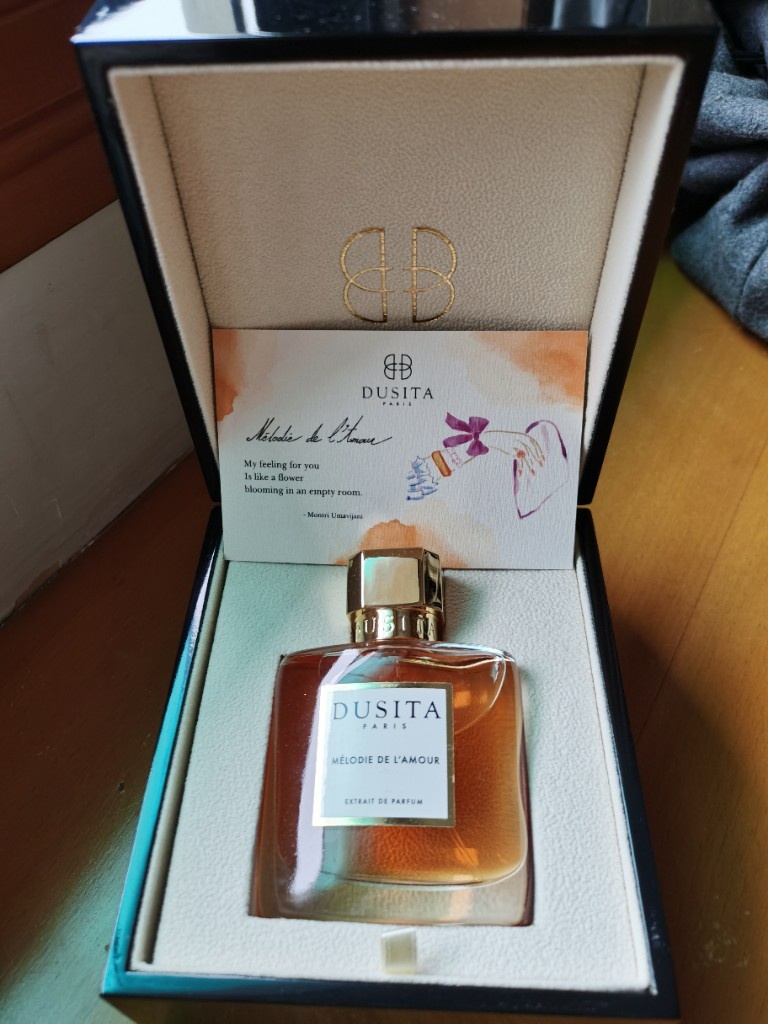 DUSITA
PARIS
Mélodie de l'Amour
My feeling for you
Is like a flower
blooming in an empty room.
- Montri Umavijani
DUSITA
DUSITA
PARIS
MÉLODIE DE L'AMOUR
EXTRAIT DE PARFUM